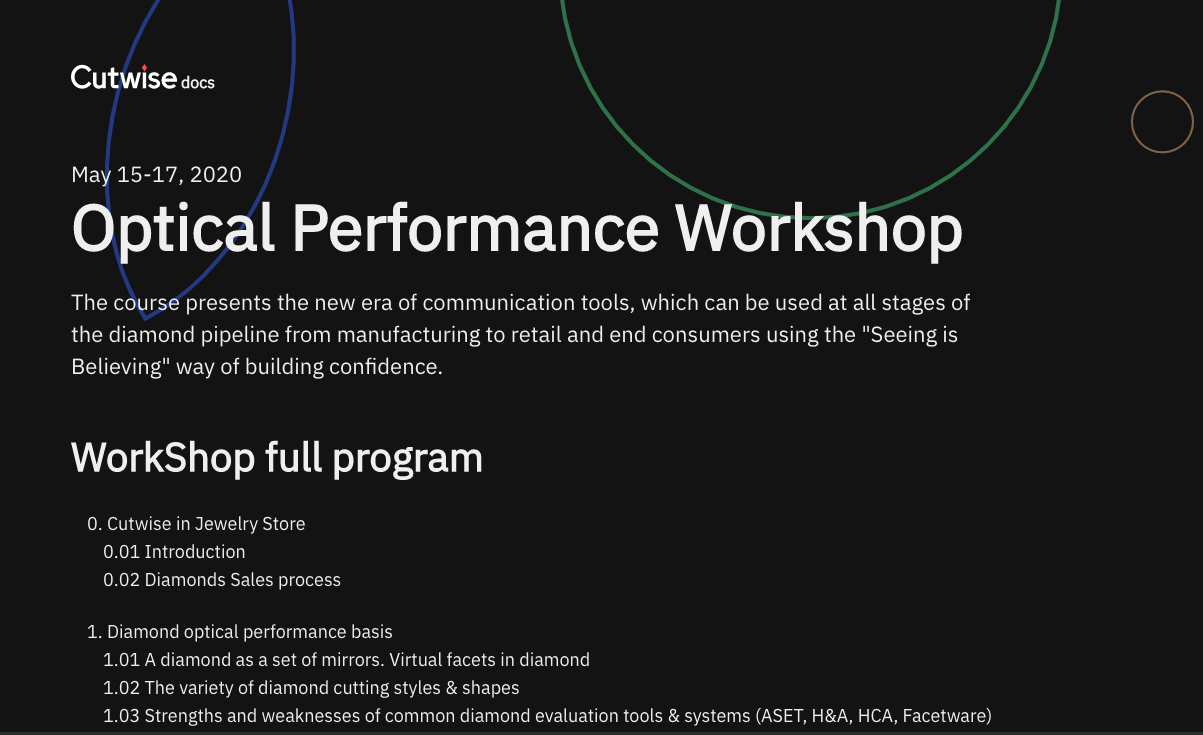 Cutwise docs
May 15-17, 2020
Optical Performance Workshop
The course presents the new era of communication tools, which can be used at all stages of
the diamond pipeline from manufacturing to retail and end consumers using the "Seeing is
Believing" way of building confidence.
WorkShop full program
0. Cutwise in Jewelry Store
0.01 Introduction
0.02 Diamonds Sales process
1. Diamond optical performance basis
1.01 A diamond as a set of mirrors. Virtual facets in diamond
1.02 The variety of diamond cutting styles & shapes
1.03 Strengths and weaknesses of common diamond evaluation tools & systems (ASET, H&A, HCA, Facetware)